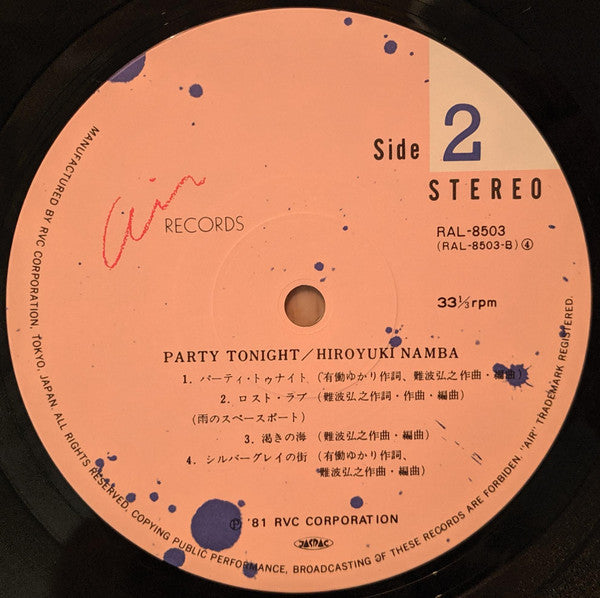 Side 2
STEREO
Air RECORDS
RAL-8503
(RAL-8503-B) ④
33⅓rpm
PARTY TONIGHT/HIROYUKI NAMBA
1. パーティ・トゥナイト (有働ゆかり作詞、難波弘之作曲・編曲)
2. ロスト・ラブ (難波弘之作詞・作曲・編曲)
(雨のスペースポート)
3. 渇きの海 (難波弘之作曲・編曲)
4. シルバーグレイの街 (有働ゆかり作詞、
難波弘之作曲・編曲)
Ⓟ '81 RVC CORPORATION
JASRAC
MANUFACTURED BY RVC CORPORATION, TOKYO, JAPAN. ALL RIGHTS RESERVED. COPYING PUBLIC PERFORMANCE, BROADCASTING OF THESE RECORDS ARE FORBIDDEN. "AIR" TRADEMARK REGISTERED.